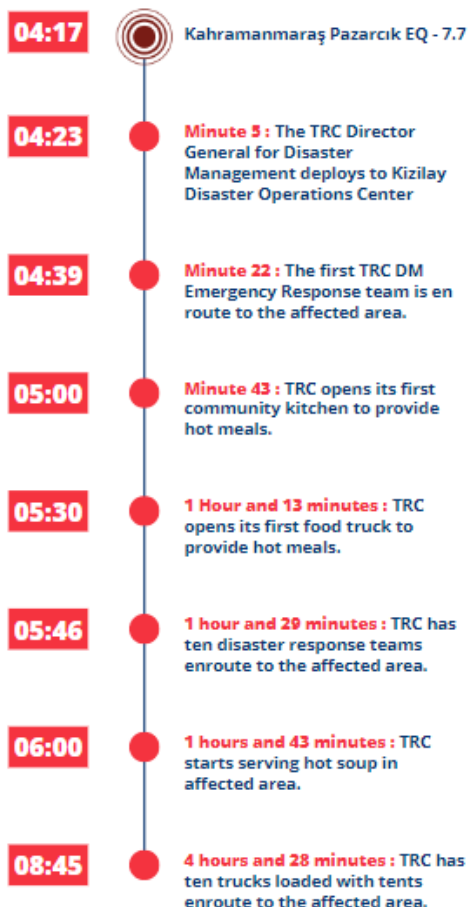 04:17
Kahramanmaraş Pazarcık EQ - 7.7
04:23
Minute 5 : The TRC Director
General for Disaster
Management deploys to Kizilay
Disaster Operations Center
04:39
Minute 22 : The first TRC DM
Emergency Response team is en
route to the affected area.
05:00
Minute 43 : TRC opens its first
community kitchen to provide
hot meals.
05:30
1 Hour and 13 minutes : TRC
opens its first food truck to
provide hot meals.
05:46
1 hour and 29 minutes : TRC has
ten disaster response teams
enroute to the affected area.
06:00
1 hours and 43 minutes : TRC
starts serving hot soup in
affected area.
08:45
4 hours and 28 minutes : TRC has
ten trucks loaded with tents
enroute to the affected area.